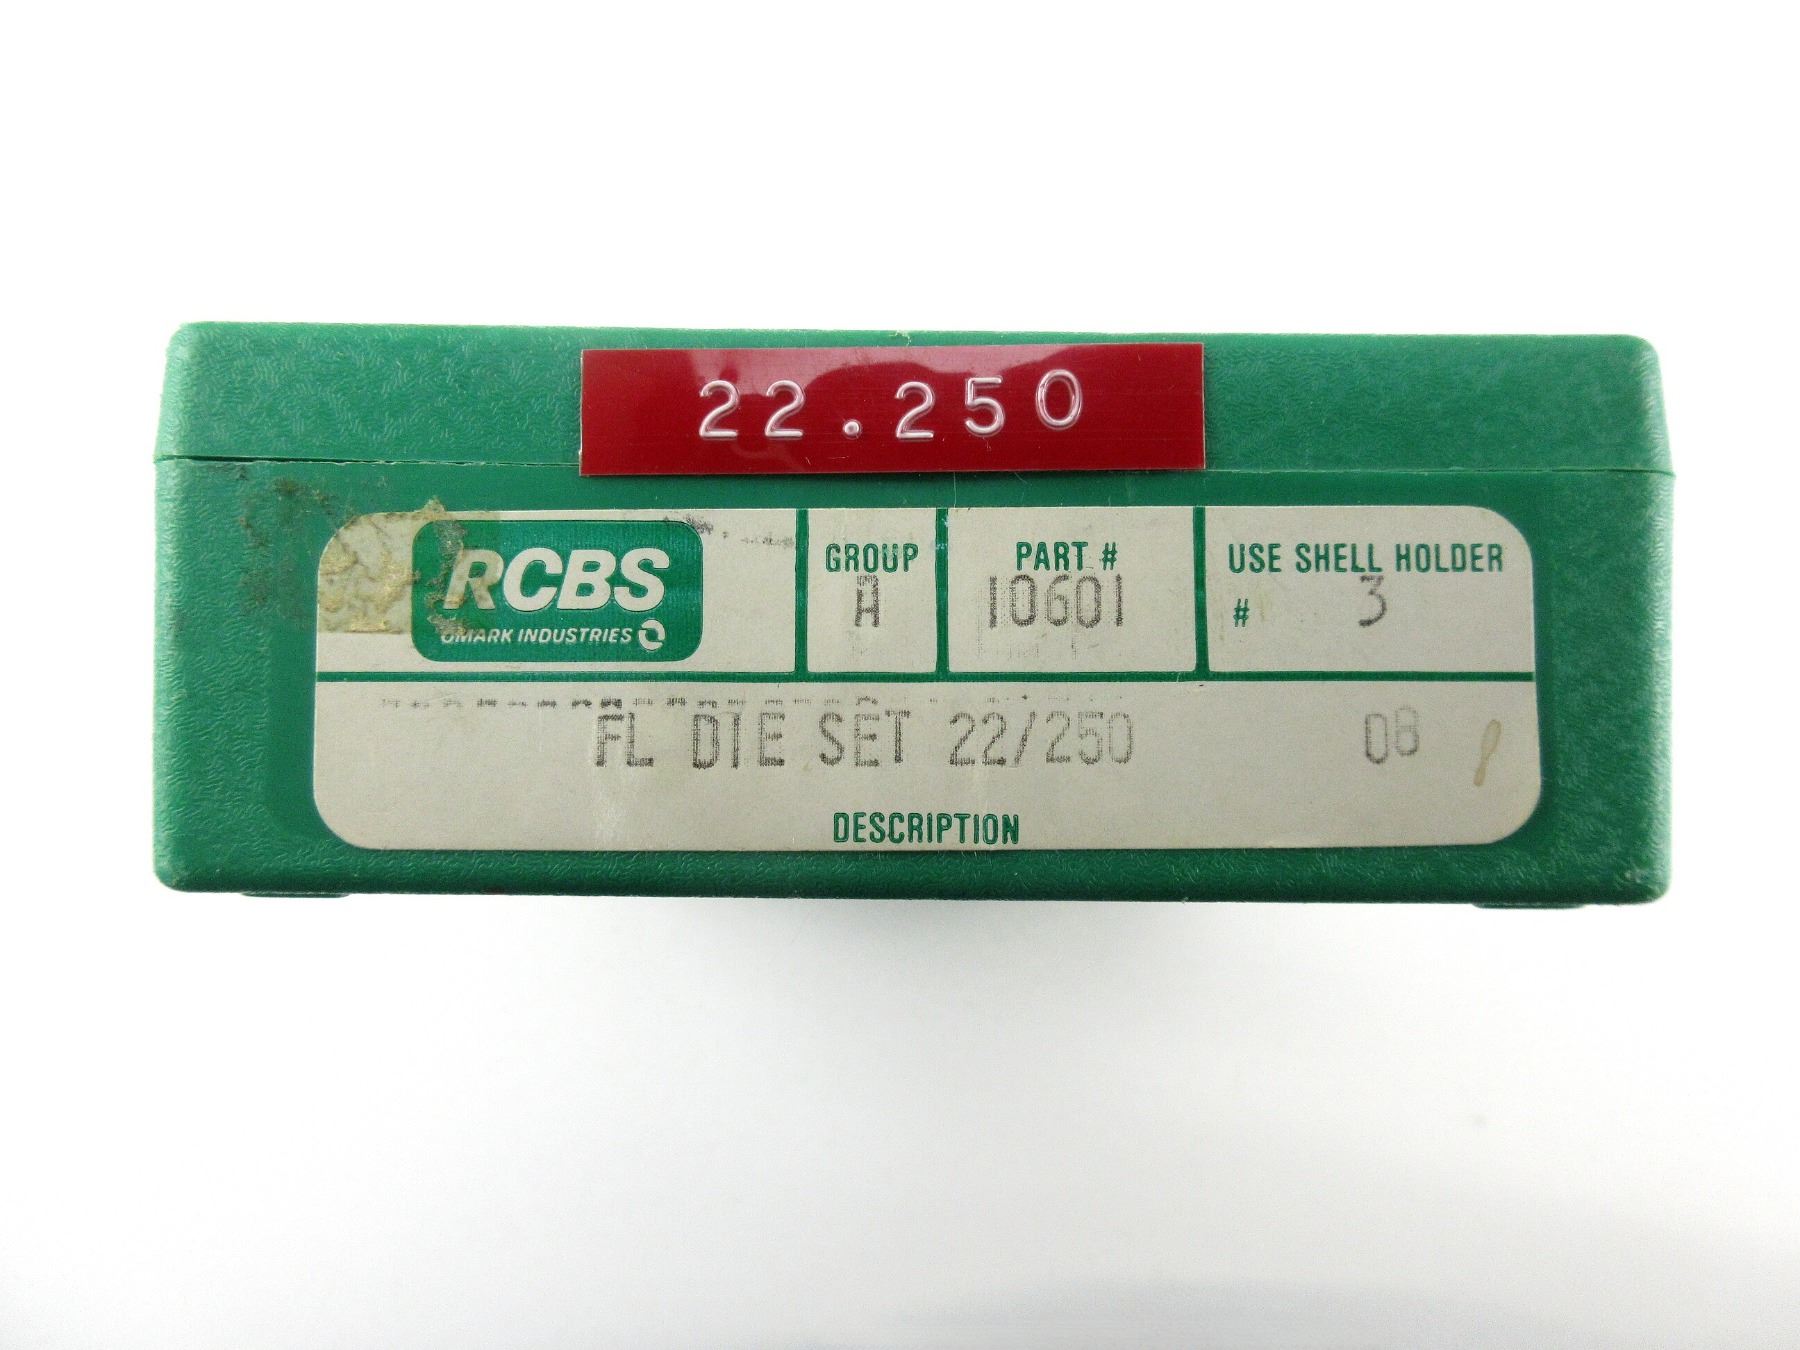 22.250
RCBS
OMARK INDUSTRIES
GROUP
A
PART #
10601
USE SHELL HOLDER
# 3
FL DIE SET 22/250 08
DESCRIPTION